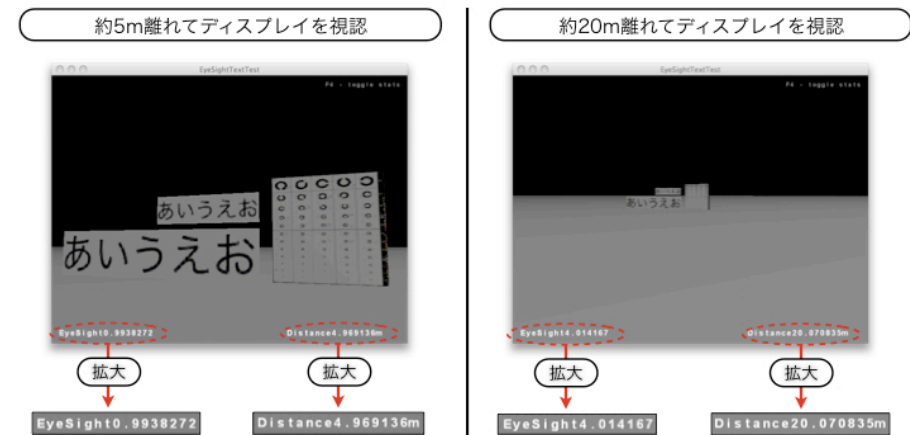 約5m離れてディスプレイを視認
EyeSightTextTest
F4 - toggle stats
あいうえお
あいうえお
EyeSight0.9938272
Distance4.969136m
拡大
拡大
EyeSight0.9938272
Distance4.969136m
約20m離れてディスプレイを視認
EyeSightTextTest
F4 - toggle stats
あいうえお
EyeSight4.014167
Distance20.070835m
拡大
拡大
EyeSight4.014167
Distance20.070835m